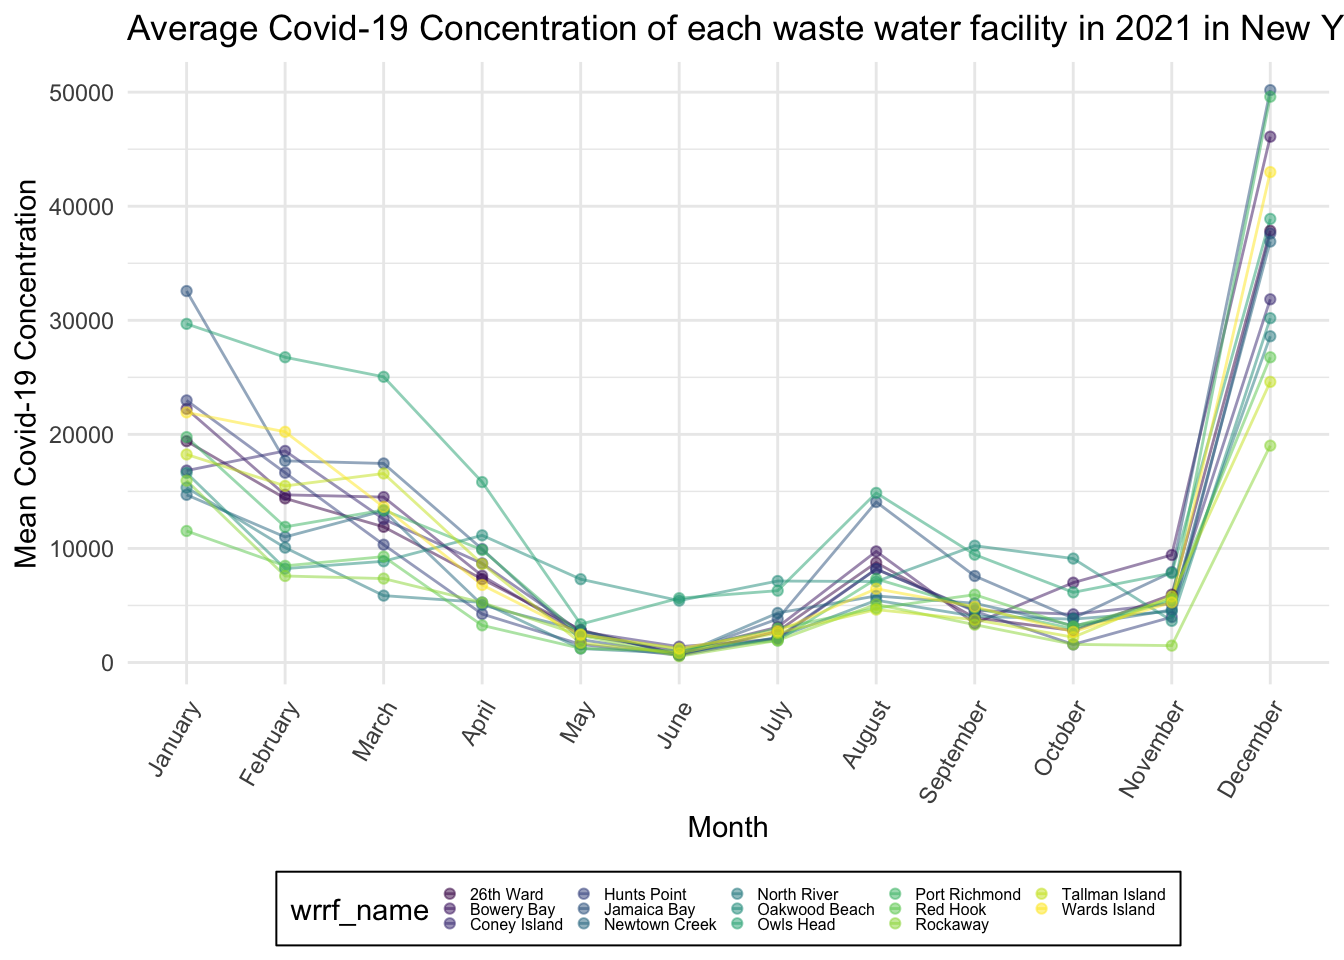 Average Covid-19 Concentration of each waste water facility in 2021 in New Y
Mean Covid-19 Concentration
50000
40000
30000
20000
10000
0
January
February
March
April
May
June
July
August
September
October
November
December
Month
wrrf_name
26th Ward
Bowery Bay
Coney Island
Hunts Point
Jamaica Bay
Newtown Creek
North River
Oakwood Beach
Owls Head
Port Richmond
Red Hook
Rockaway
Tallman Island
Wards Island